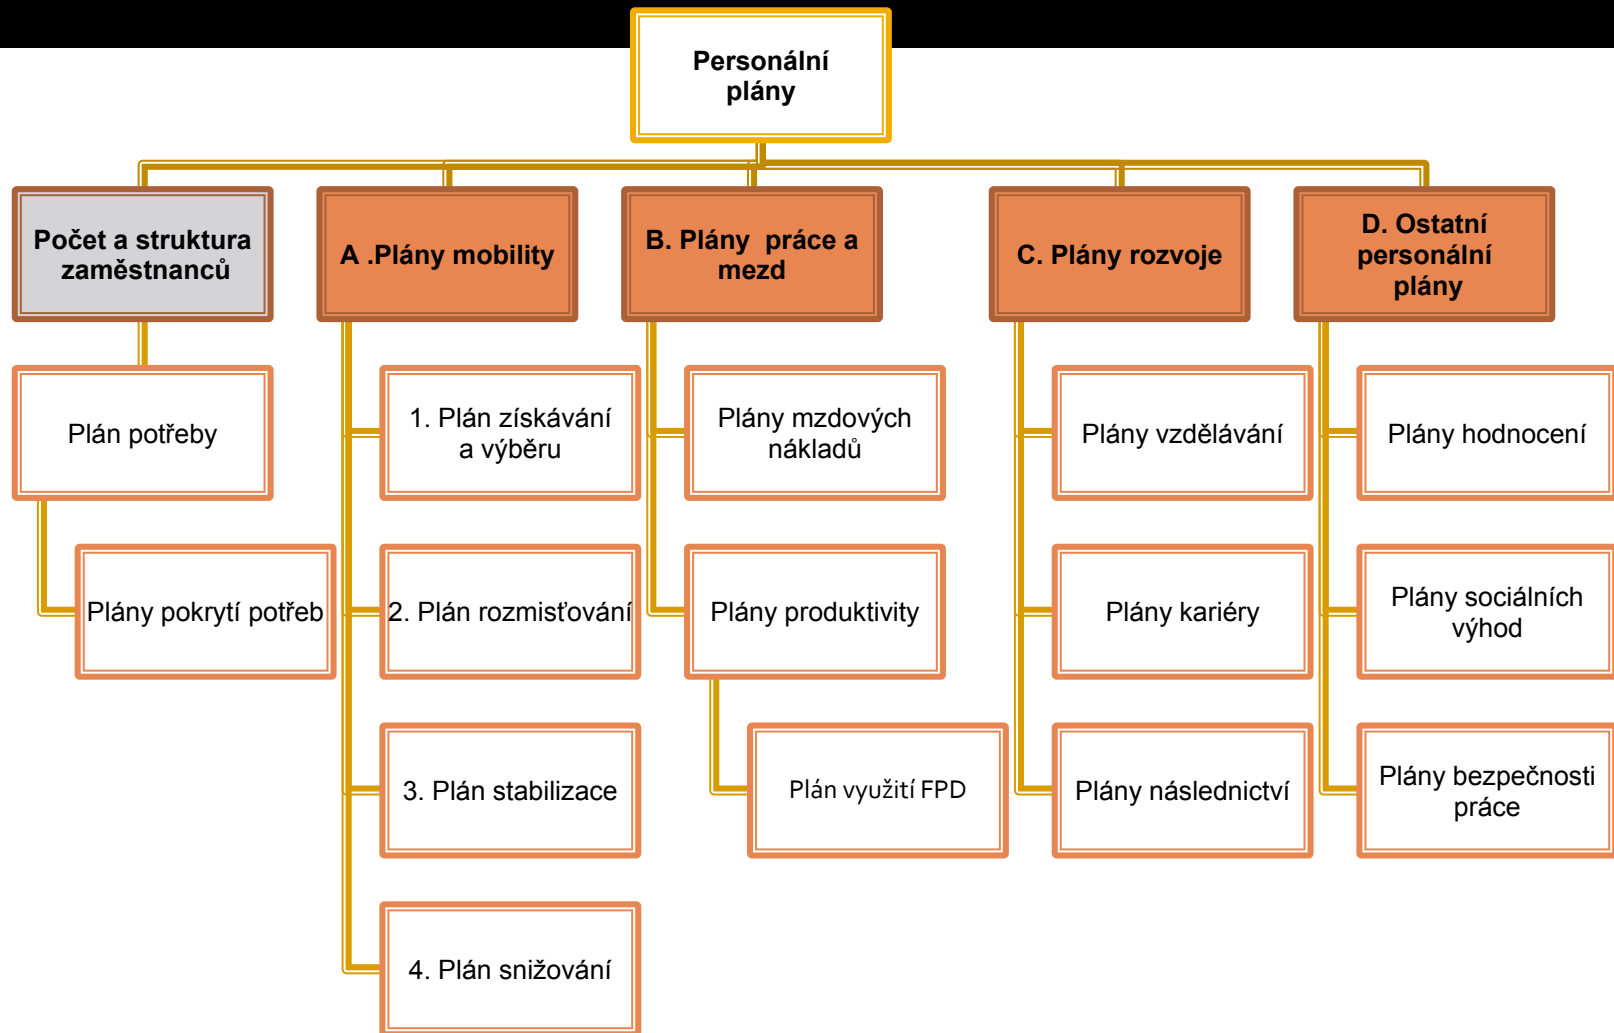 Personální
plány
Počet a struktura
zaměstnanců
A .Plány mobility
B. Plány  práce a
mezd
C. Plány rozvoje
D. Ostatní
personální
plány
Plán potřeby
1. Plán získávání
a výběru
Plány mzdových
nákladů
Plány vzdělávání
Plány hodnocení
Plány pokrytí potřeb
2. Plán rozmisťování
Plány produktivity
Plány kariéry
Plány sociálních
výhod
3. Plán stabilizace
Plán využití FPD
Plány následnictví
Plány bezpečnosti
práce
4. Plán snižování